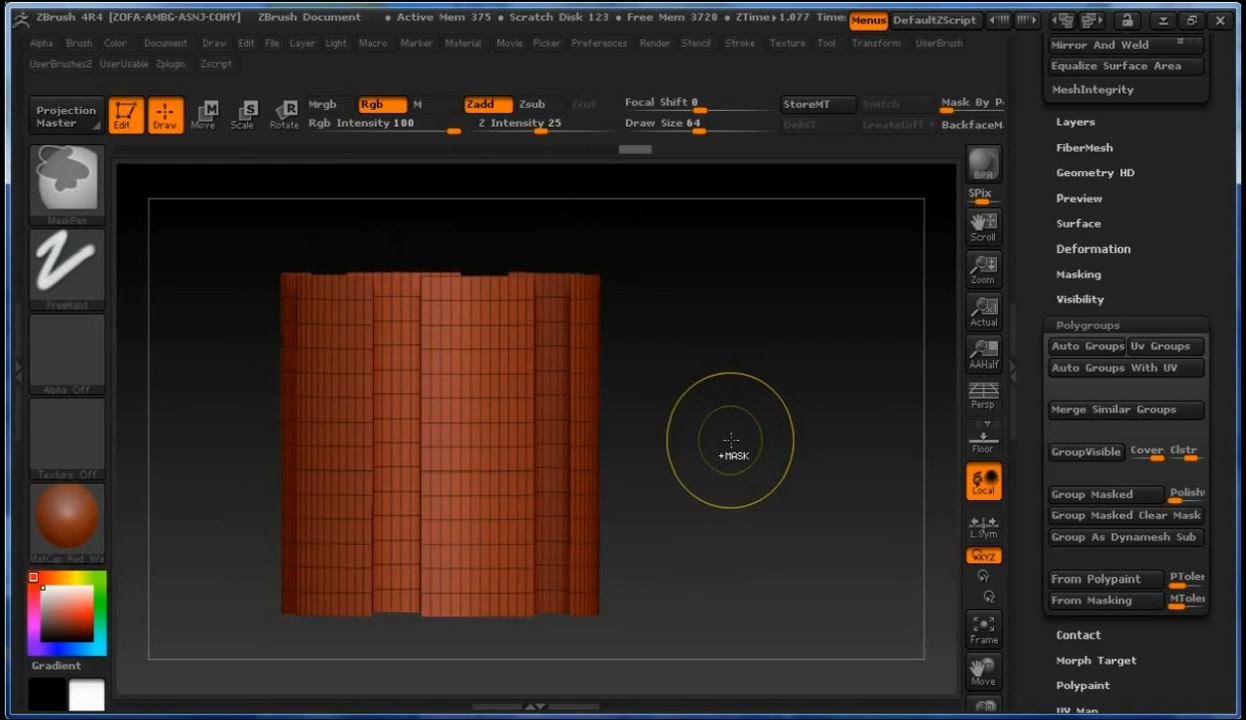 ZBrush 4R4 [ZOFA-AMBG-ASNJ-COHY] ZBrush Document • Active Mem 375 • Scratch Disk 123 • Free Mem 3720 • ZTime▸1.077 Time: Menus DefaultZScript
Alpha Brush Color Document Draw Edit File Layer Light Macro Marker Material Movie Picker Preferences Render Stencil Stroke Texture Tool Transform UserBrush
UserBrushes2 UserUsable Zplugin Zscript
Projection Master
Edit
Draw
Move
Scale
Rotate
Mrgb Rgb M
Rgb Intensity 100
Zadd Zsub Zcut
Z Intensity 25
Focal Shift 0
Draw Size 64
StoreMT Switch Mask By P
DelMT CreateDiff BackfaceM
MaskPen
FreeHand
Alpha Off
Texture Off
MatCap Red Wa
Gradient
+MASK
BPR
SPix
Scroll
Zoom
Actual
AAHalf
Persp
Floor
Local
L.Sym
XYZ
Frame
Move
Mirror And Weld
Equalize Surface Area
MeshIntegrity
Layers
FiberMesh
Geometry HD
Preview
Surface
Deformation
Masking
Visibility
Polygroups
Auto Groups Uv Groups
Auto Groups With UV
Merge Similar Groups
GroupVisible Cover Clstr
Group Masked Polish
Group Masked Clear Mask
Group As Dynamesh Sub
From Polypaint PToler
From Masking MToler
Contact
Morph Target
Polypaint
UV Map